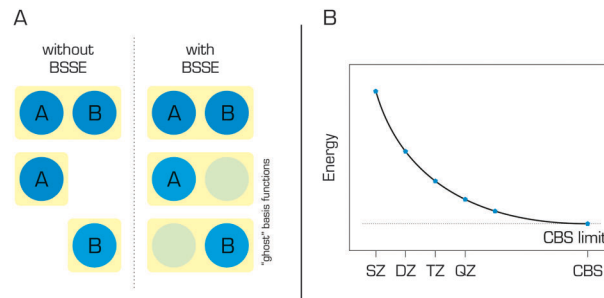 A
without
BSSE
with
BSSE
A
B
A
B
A
A
B
B
"ghost" basis functions
B
Energy
CBS limit
SZ
DZ
TZ
QZ
CBS